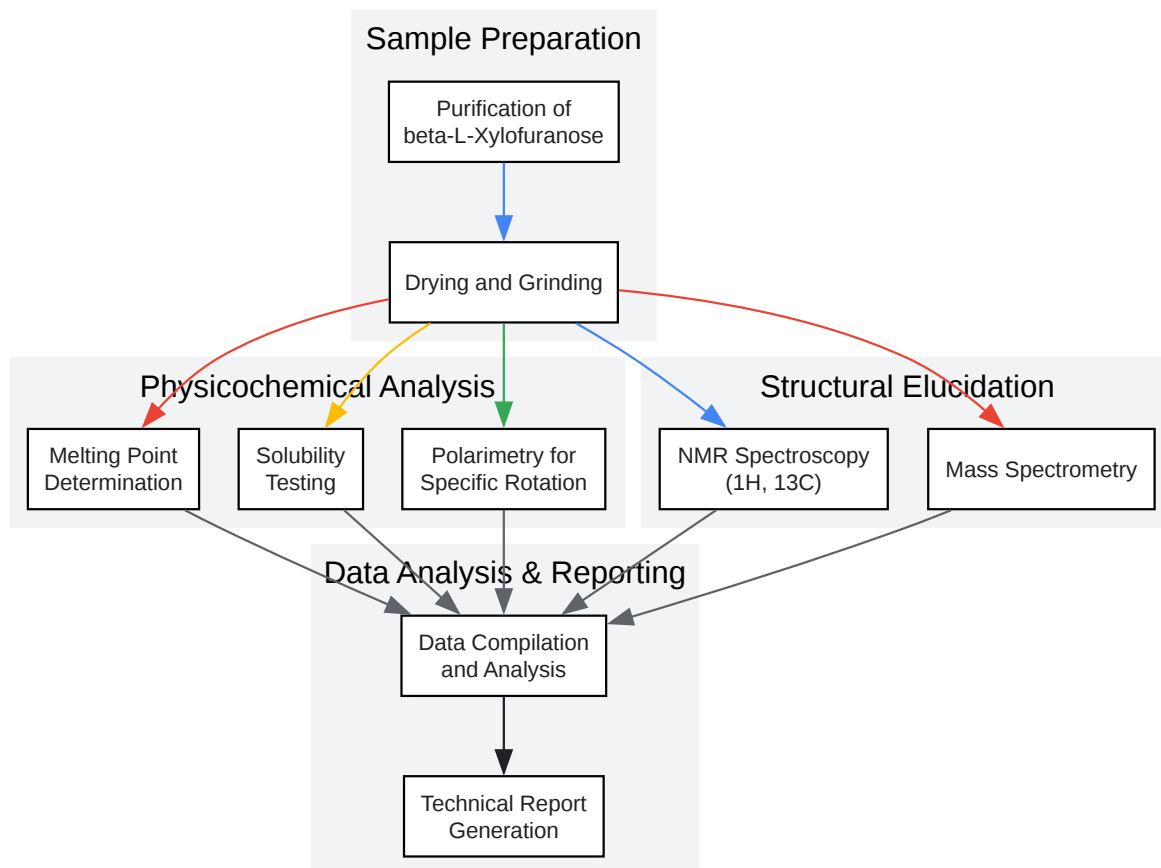 Sample Preparation
Purification of
beta-L-Xylofuranose
Drying and Grinding
Physicochemical Analysis
Structural Elucidation
Melting Point
Determination
Solubility
Testing
Polarimetry for
Specific Rotation
NMR Spectroscopy
(1H, 13C)
Mass Spectrometry
Data Analysis & Reporting
Data Compilation
and Analysis
Technical Report
Generation